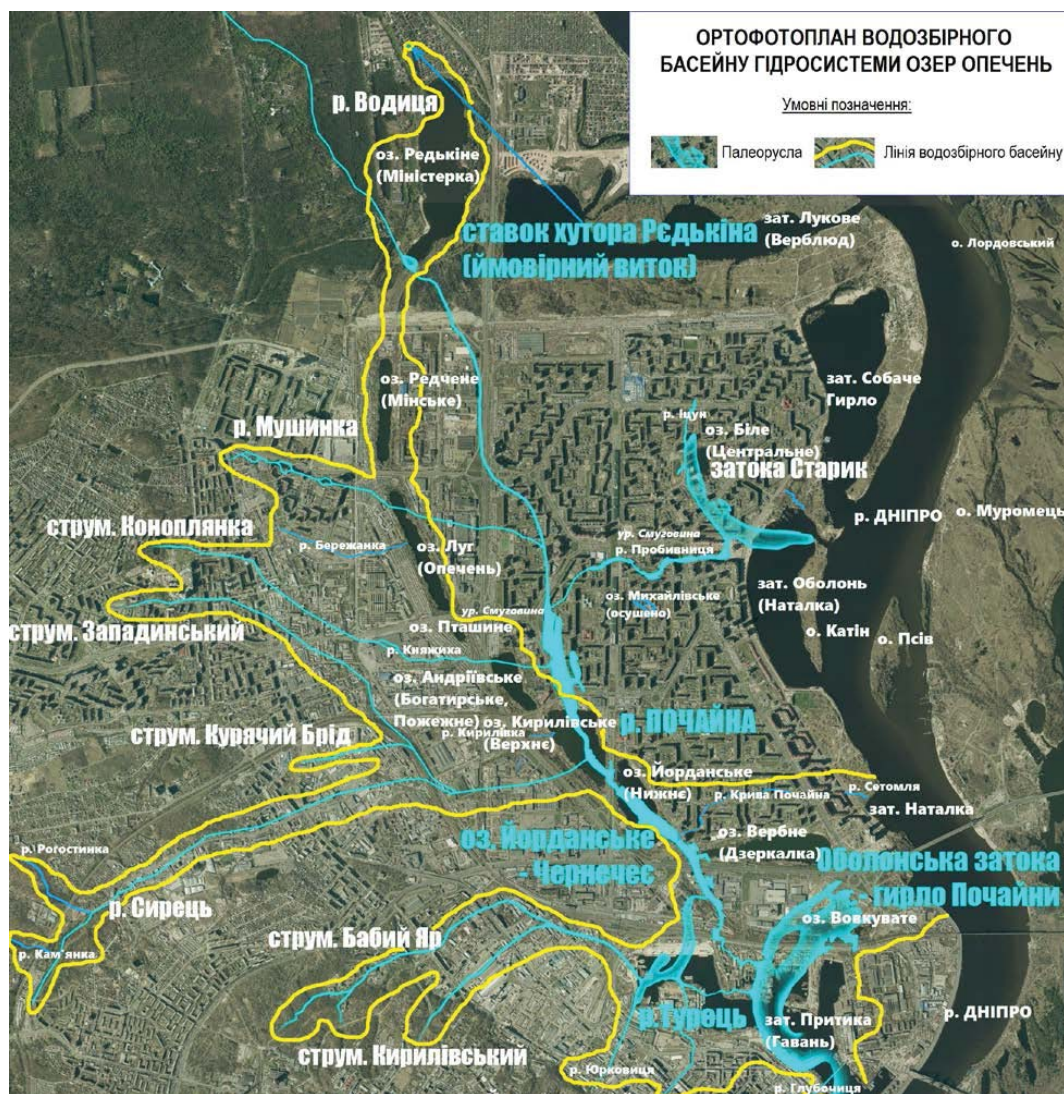 ОРТОФОТОПЛАН ВОДОЗБІРНОГО
БАСЕЙНУ ГІДРОСИСТЕМИ ОЗЕР ОПЕЧЕНЬ
Умовні позначення:
Палеорусла
Лінія водозбірного басейну
р. Водиця
оз. Редькіне
(Міністерка)
ставок хутора Рєдькіна
(ймовірний виток)
зат. Лукове
(Верблюд)
о. Лордовський
оз. Редчене
(Мінське)
зат. Собаче
Гирло
р. Мушинка
р. Іцун
оз. Біле
(Центральне)
затока Старик
струм. Коноплянка
р. Бережанка
оз. Луг
(Опечень)
ур. Смуговина
р. Пробивниця
р. ДНІПРО
о. Муромець
зат. Оболонь
(Наталка)
оз. Михайлівське
(осушено)
ур. Смуговина
оз. Пташине
о. Катін
о. Псів
струм. Западинський
р. Княжиха
оз. Андріївське
(Богатирське,
Пожежне)
оз. Кирилівське
(Верхнє)
р. Кирилівка
р. ПОЧАЙНА
струм. Курячий Брід
оз. Йорданське
(Нижнє)
р. Крива Почайна
р. Сетомля
зат. Наталка
оз. Йорданське
- Чернечеє
оз. Вербне
(Дзеркалка)
Оболонська затока
- гирло Почайни
р. Рогостинка
р. Сирець
р. Кам'янка
оз. Вовкувате
струм. Бабий Яр
р. Турець
зат. Притика
(Гавань)
р. ДНІПРО
струм. Кирилівський
р. Юрковиця
р. Глубочиця